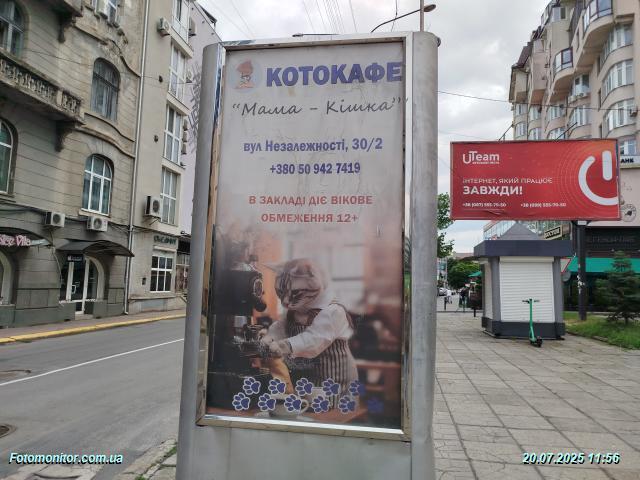 КОТОКАФЕ
"Мама - Кішка"
вул Незалежності, 30/2
+380 50 942 7419
В ЗАКЛАДІ ДІЄ ВІКОВЕ
ОБМЕЖЕННЯ 12+
UTeam
ІНТЕРНЕТ, ЯКИЙ ПРАЦЮЄ
ЗАВЖДИ!
Fotomonitor.com.ua
20.07.2025 11:56